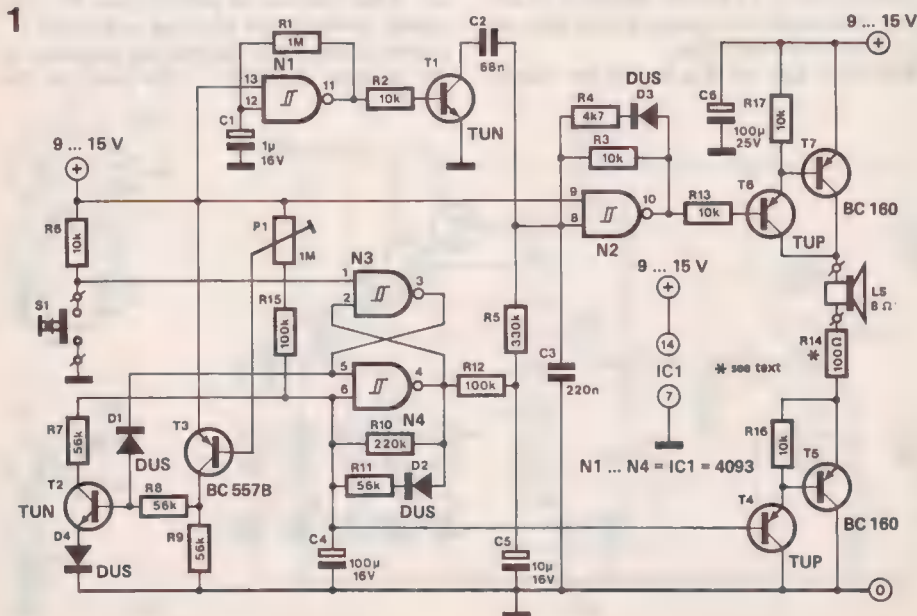 1
R1
1M
N1
13
12
11
C1
1µ
16V
R2
10k
T1
TUN
C2
68n
9 ... 15 V
+
DUS
R4
4k7
D3
R3
10k
9
8
10
N2
R13
10k
C6
100µ
25V
R17
10k
T7
T6
BC 160
TUP
9 ... 15 V
+
R6
10k
S1
P1
1M
N3
1
2
3
R15
100k
5
6
4
N4
R12
100k
R5
330k
C3
220n
9 ... 15 V
+
14
IC1
7
* see text
N1 ... N4 = IC1 = 4093
LS
8 Ω
R14
*
100Ω
R7
56k
D1
DUS
T3
BC 557B
R8
56k
R9
56k
T2
TUN
D4
DUS
R10
220k
R11
56k
D2
DUS
C4
100µ
16V
C5
10µ
16V
R16
10k
T5
T4
BC 160
TUP
0